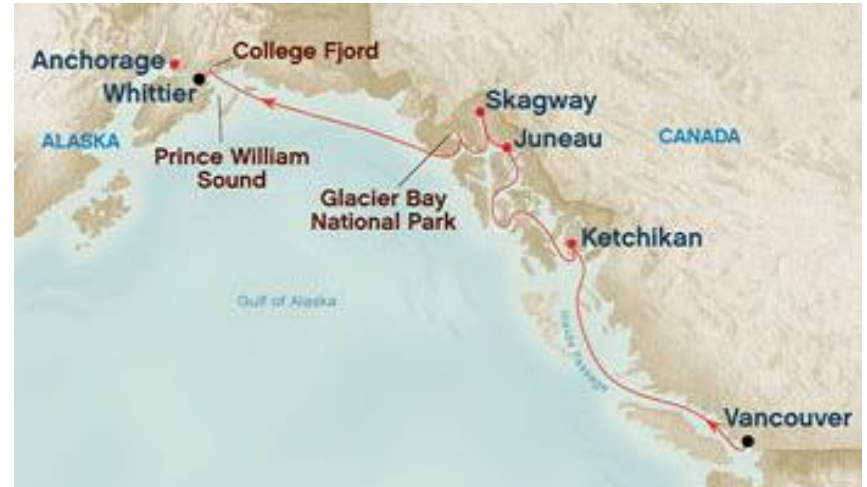 College Fjord
Anchorage
Whittier
ALASKA
Prince William
Sound
Skagway
Juneau
CANADA
Glacier Bay
National Park
Ketchikan
Gulf of Alaska
Inside Passage
Vancouver